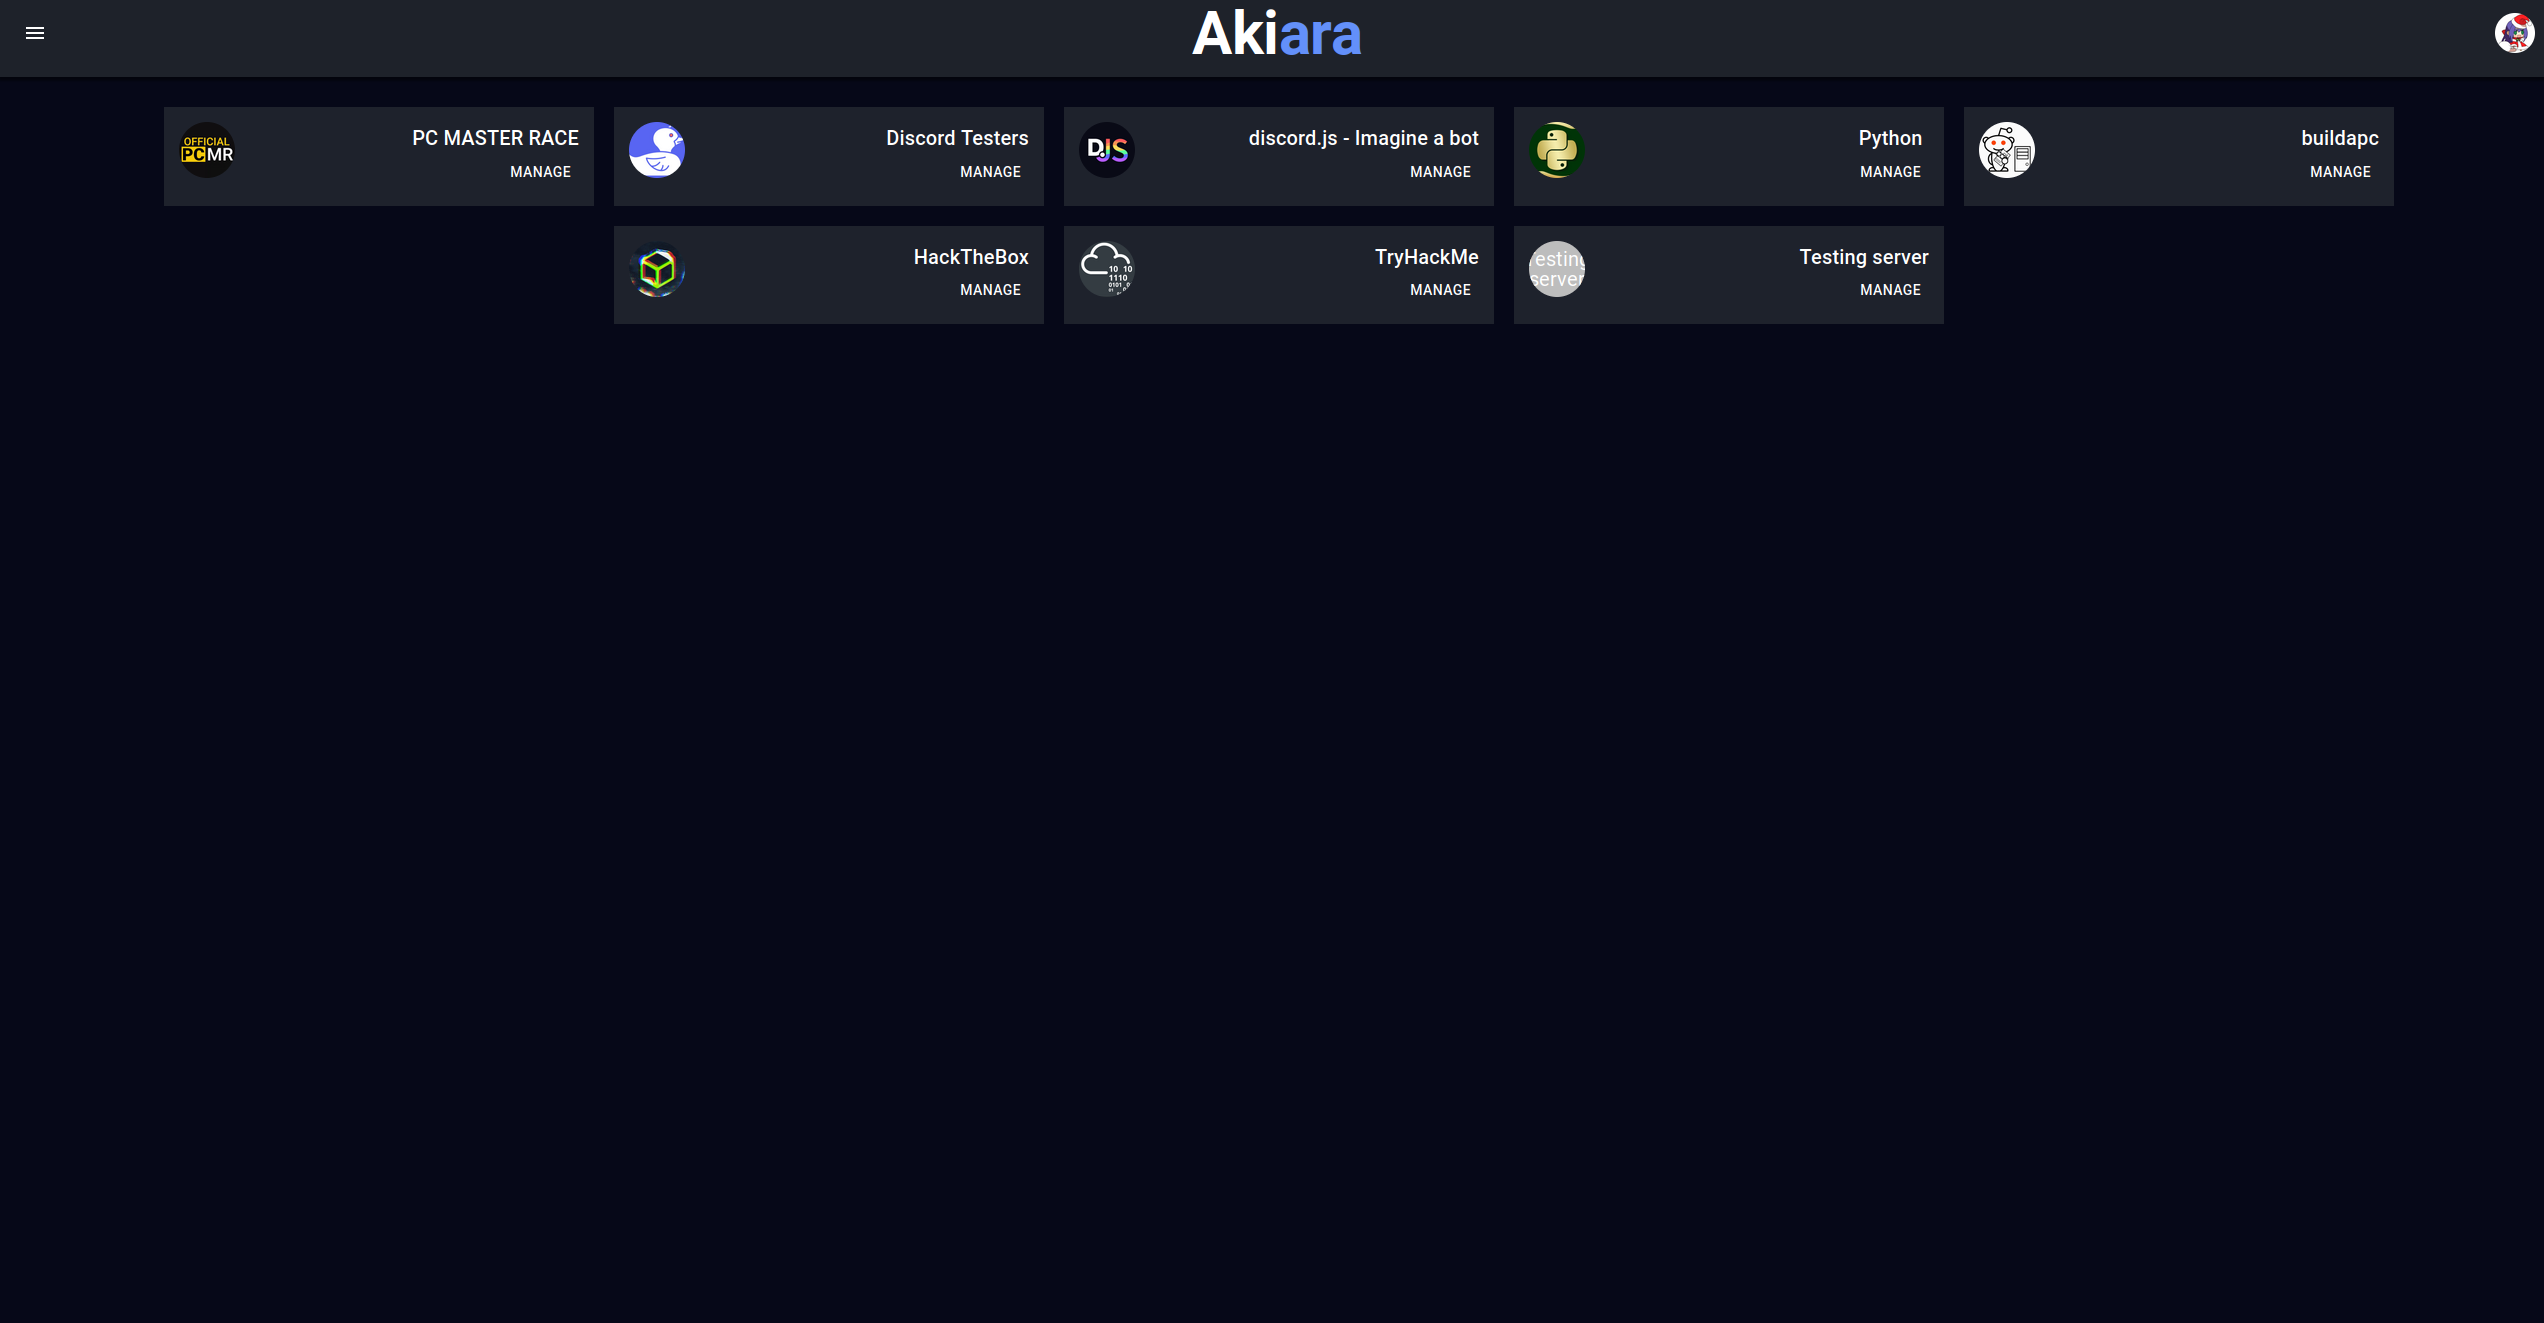 Akiara
OFFICIAL
PCMR
PC MASTER RACE
MANAGE
Discord Testers
MANAGE
DJS
discord.js - Imagine a bot
MANAGE
Python
MANAGE
buildapc
MANAGE
HackTheBox
MANAGE
10 10
1110
0101
TryHackMe
MANAGE
esting
server
Testing server
MANAGE